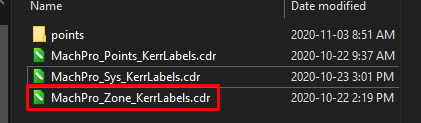 Name Date modified
points 2020-11-03 8:51 AM
MachPro_Points_KerrLabels.cdr 2020-10-22 9:37 AM
MachPro_Sys_KerrLabels.cdr 2020-10-23 3:01 PM
MachPro_Zone_KerrLabels.cdr 2020-10-22 2:19 PM